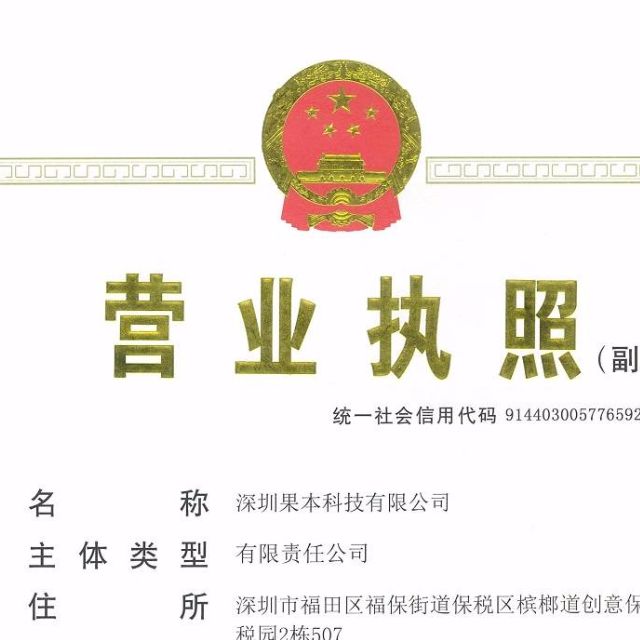 营业执照(副
统一社会信用代码 914403005776592
名称 深圳果本科技有限公司
主体类型 有限责任公司
住所 深圳市福田区福保街道保税区槟榔道创意保
税园2栋507